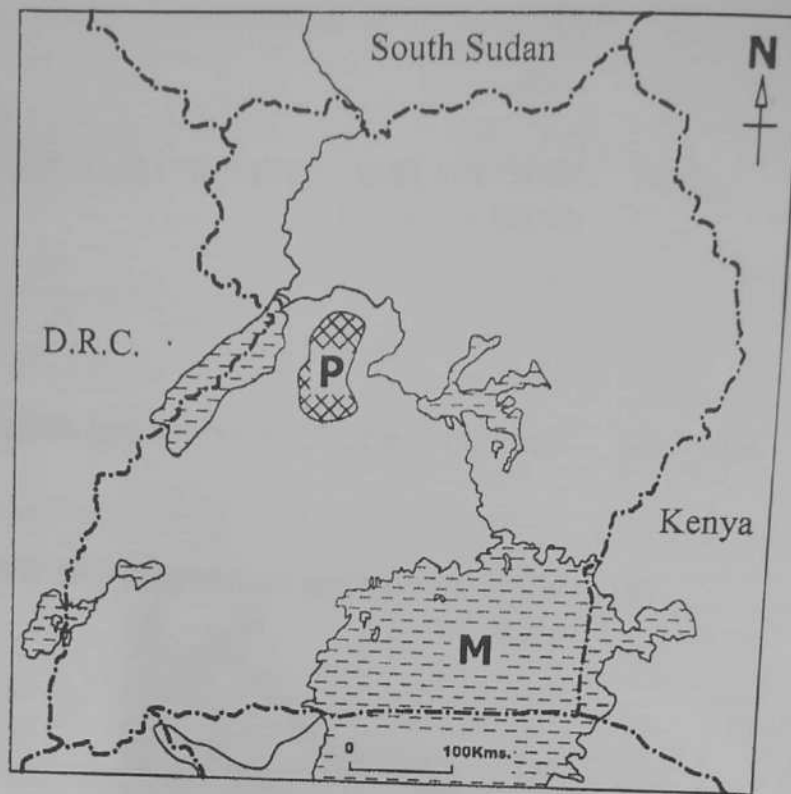 South Sudan
N
D.R.C.
P
Kenya
M
0 100Kms.